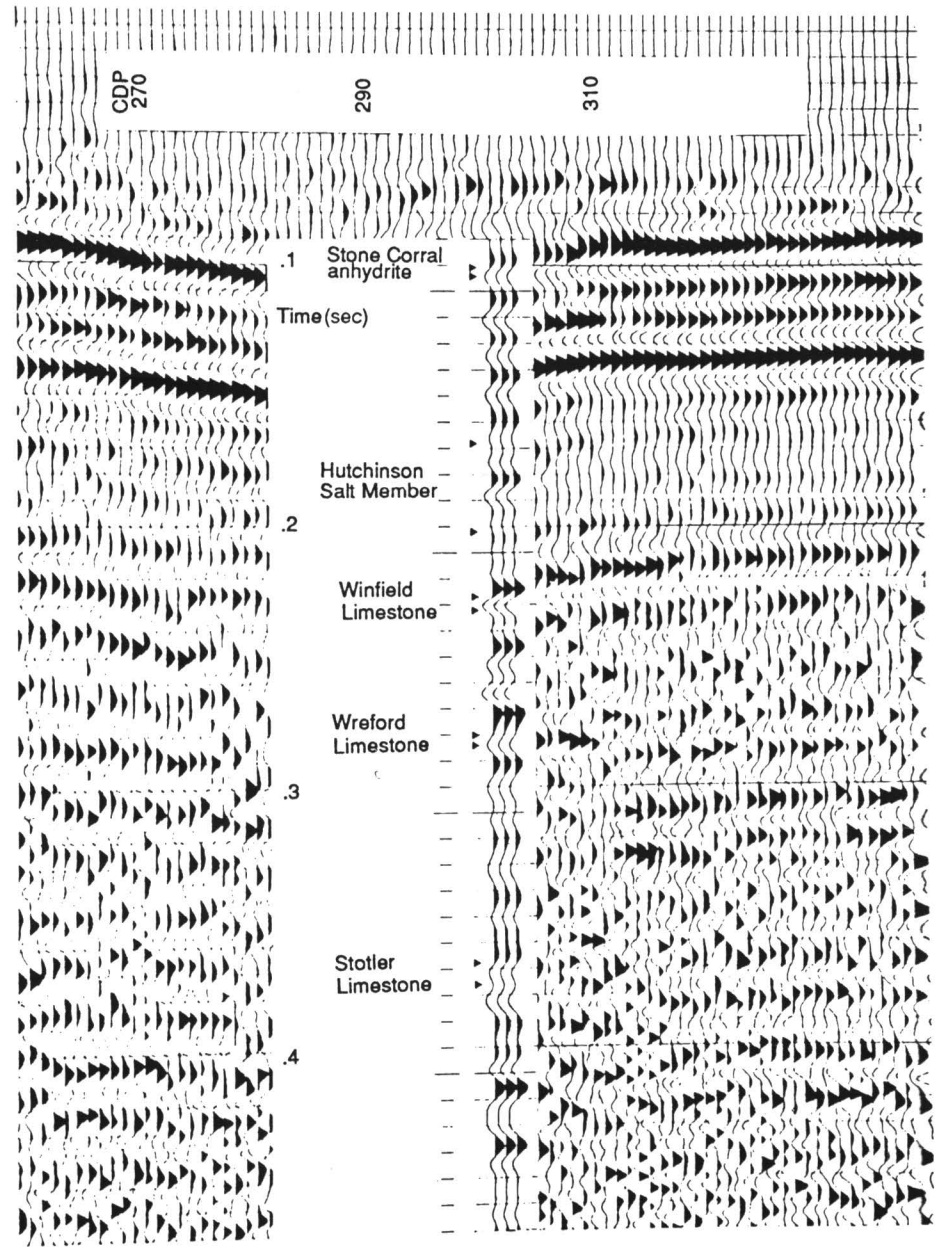 CDP
270
290
310
.1
Stone Corral
anhydrite
Time (sec)
Hutchinson
Salt Member
.2
Winfield
Limestone
Wreford
Limestone
.3
Stotler
Limestone
.4